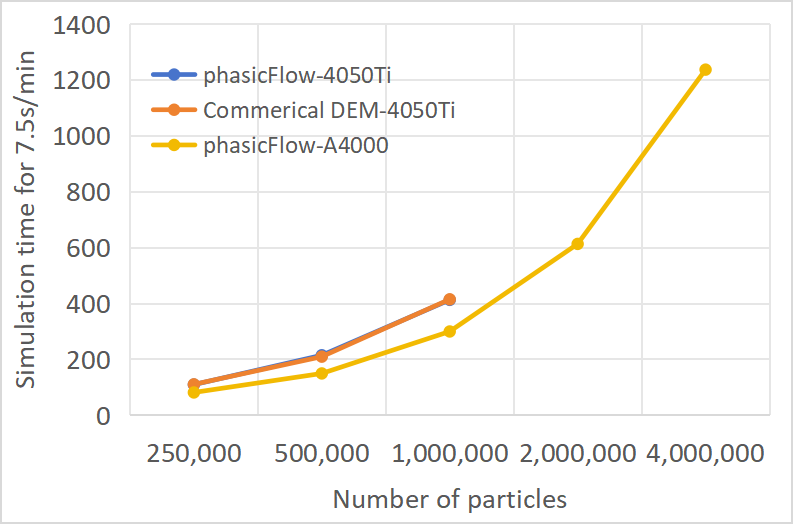 1400
1200
1000
800
600
400
200
0
Simulation time for 7.5s/min
phasicFlow-4050Ti
Commerical DEM-4050Ti
phasicFlow-A4000
250,000 500,000 1,000,000 2,000,000 4,000,000
Number of particles